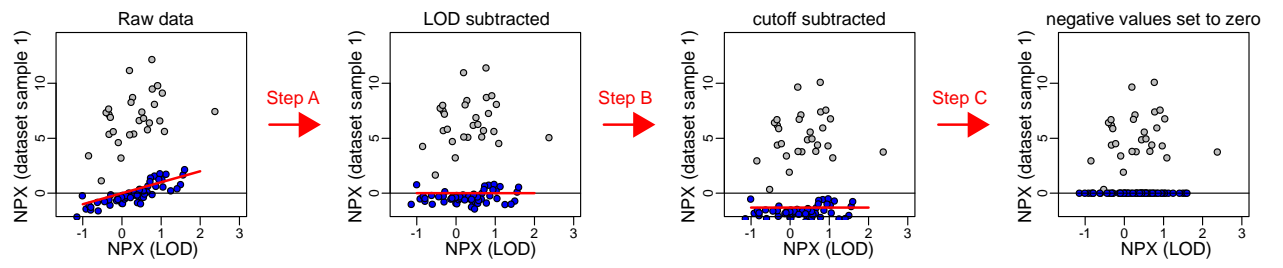 Raw data
NPX (dataset sample 1)
10
5
0
-1 0 1 2 3
NPX (LOD)
Step A
LOD subtracted
NPX (dataset sample 1)
10
5
0
-1 0 1 2 3
NPX (LOD)
Step B
cutoff subtracted
NPX (dataset sample 1)
10
5
0
-1 0 1 2 3
NPX (LOD)
Step C
negative values set to zero
NPX (dataset sample 1)
10
5
0
-1 0 1 2 3
NPX (LOD)